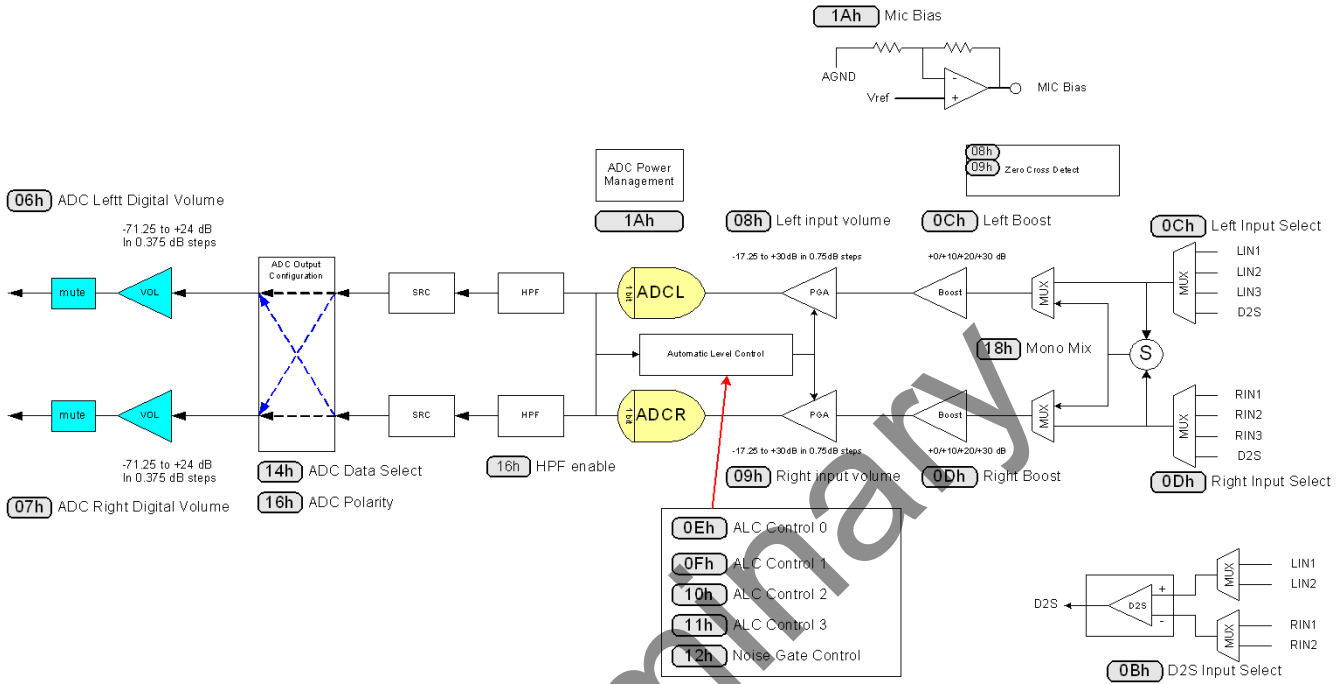 1Ah Mic Bias
AGND
-
+
Vref
MIC Bias
ADC Power
Management
1Ah
08h
09h Zero Cross Detect
06h ADC Leftt Digital Volume
-71.25 to +24 dB
In 0.375 dB steps
08h Left input volume
-17.25 to +30dB in 0.75dB steps
0Ch Left Boost
+0/+10/+20/+30 dB
0Ch Left Input Select
LIN1
LIN2
LIN3
D2S
MUX
mute
VOL
ADC Output
Configuration
SRC
HPF
1 bit
ADCL
PGA
Boost
MUX
Automatic Level Control
18h Mono Mix
S
mute
VOL
SRC
HPF
1 bit
ADCR
PGA
Boost
MUX
MUX
RIN1
RIN2
RIN3
D2S
-71.25 to +24 dB
In 0.375 dB steps
07h ADC Right Digital Volume
14h ADC Data Select
16h ADC Polarity
16h HPF enable
-17.25 to +30dB in 0.75dB steps
09h Right input volume
+0/+10/+20/+30 dB
0Dh Right Boost
0Dh Right Input Select
0Eh ALC Control 0
0Fh ALC Control 1
10h ALC Control 2
11h ALC Control 3
12h Noise Gate Control
D2S
D2S
+
-
MUX
LIN1
LIN2
MUX
RIN1
RIN2
0Bh D2S Input Select
minary